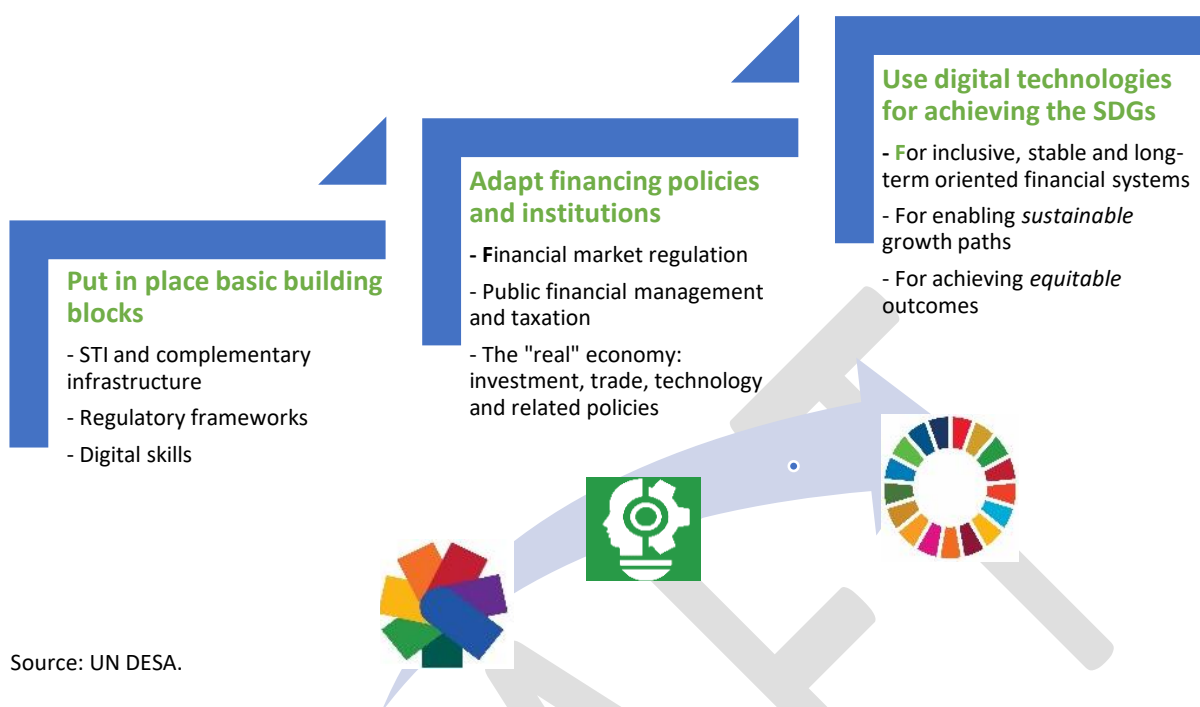 Put in place basic building
blocks
- STI and complementary
infrastructure
- Regulatory frameworks
- Digital skills
Adapt financing policies
and institutions
- Financial market regulation
- Public financial management
and taxation
- The "real" economy:
investment, trade, technology
and related policies
Use digital technologies
for achieving the SDGs
- For inclusive, stable and long-
term oriented financial systems
- For enabling sustainable
growth paths
- For achieving equitable
outcomes
Source: UN DESA.